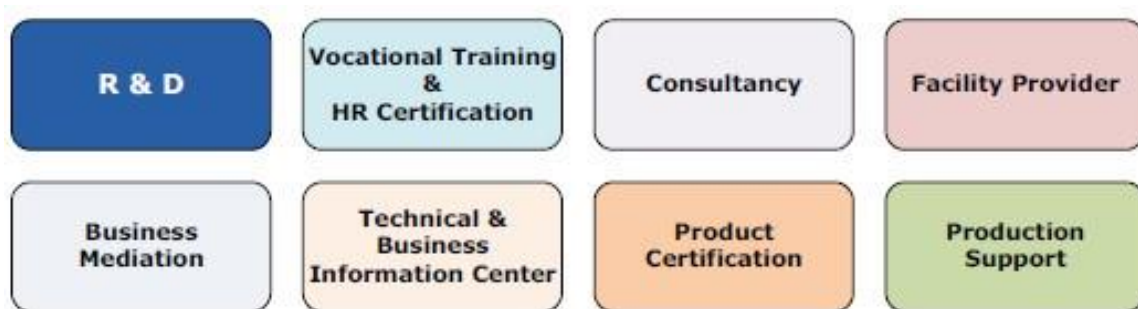 R & D
Vocational Training
&
HR Certification
Consultancy
Facility Provider
Business
Mediation
Technical &
Business
Information Center
Product
Certification
Production
Support